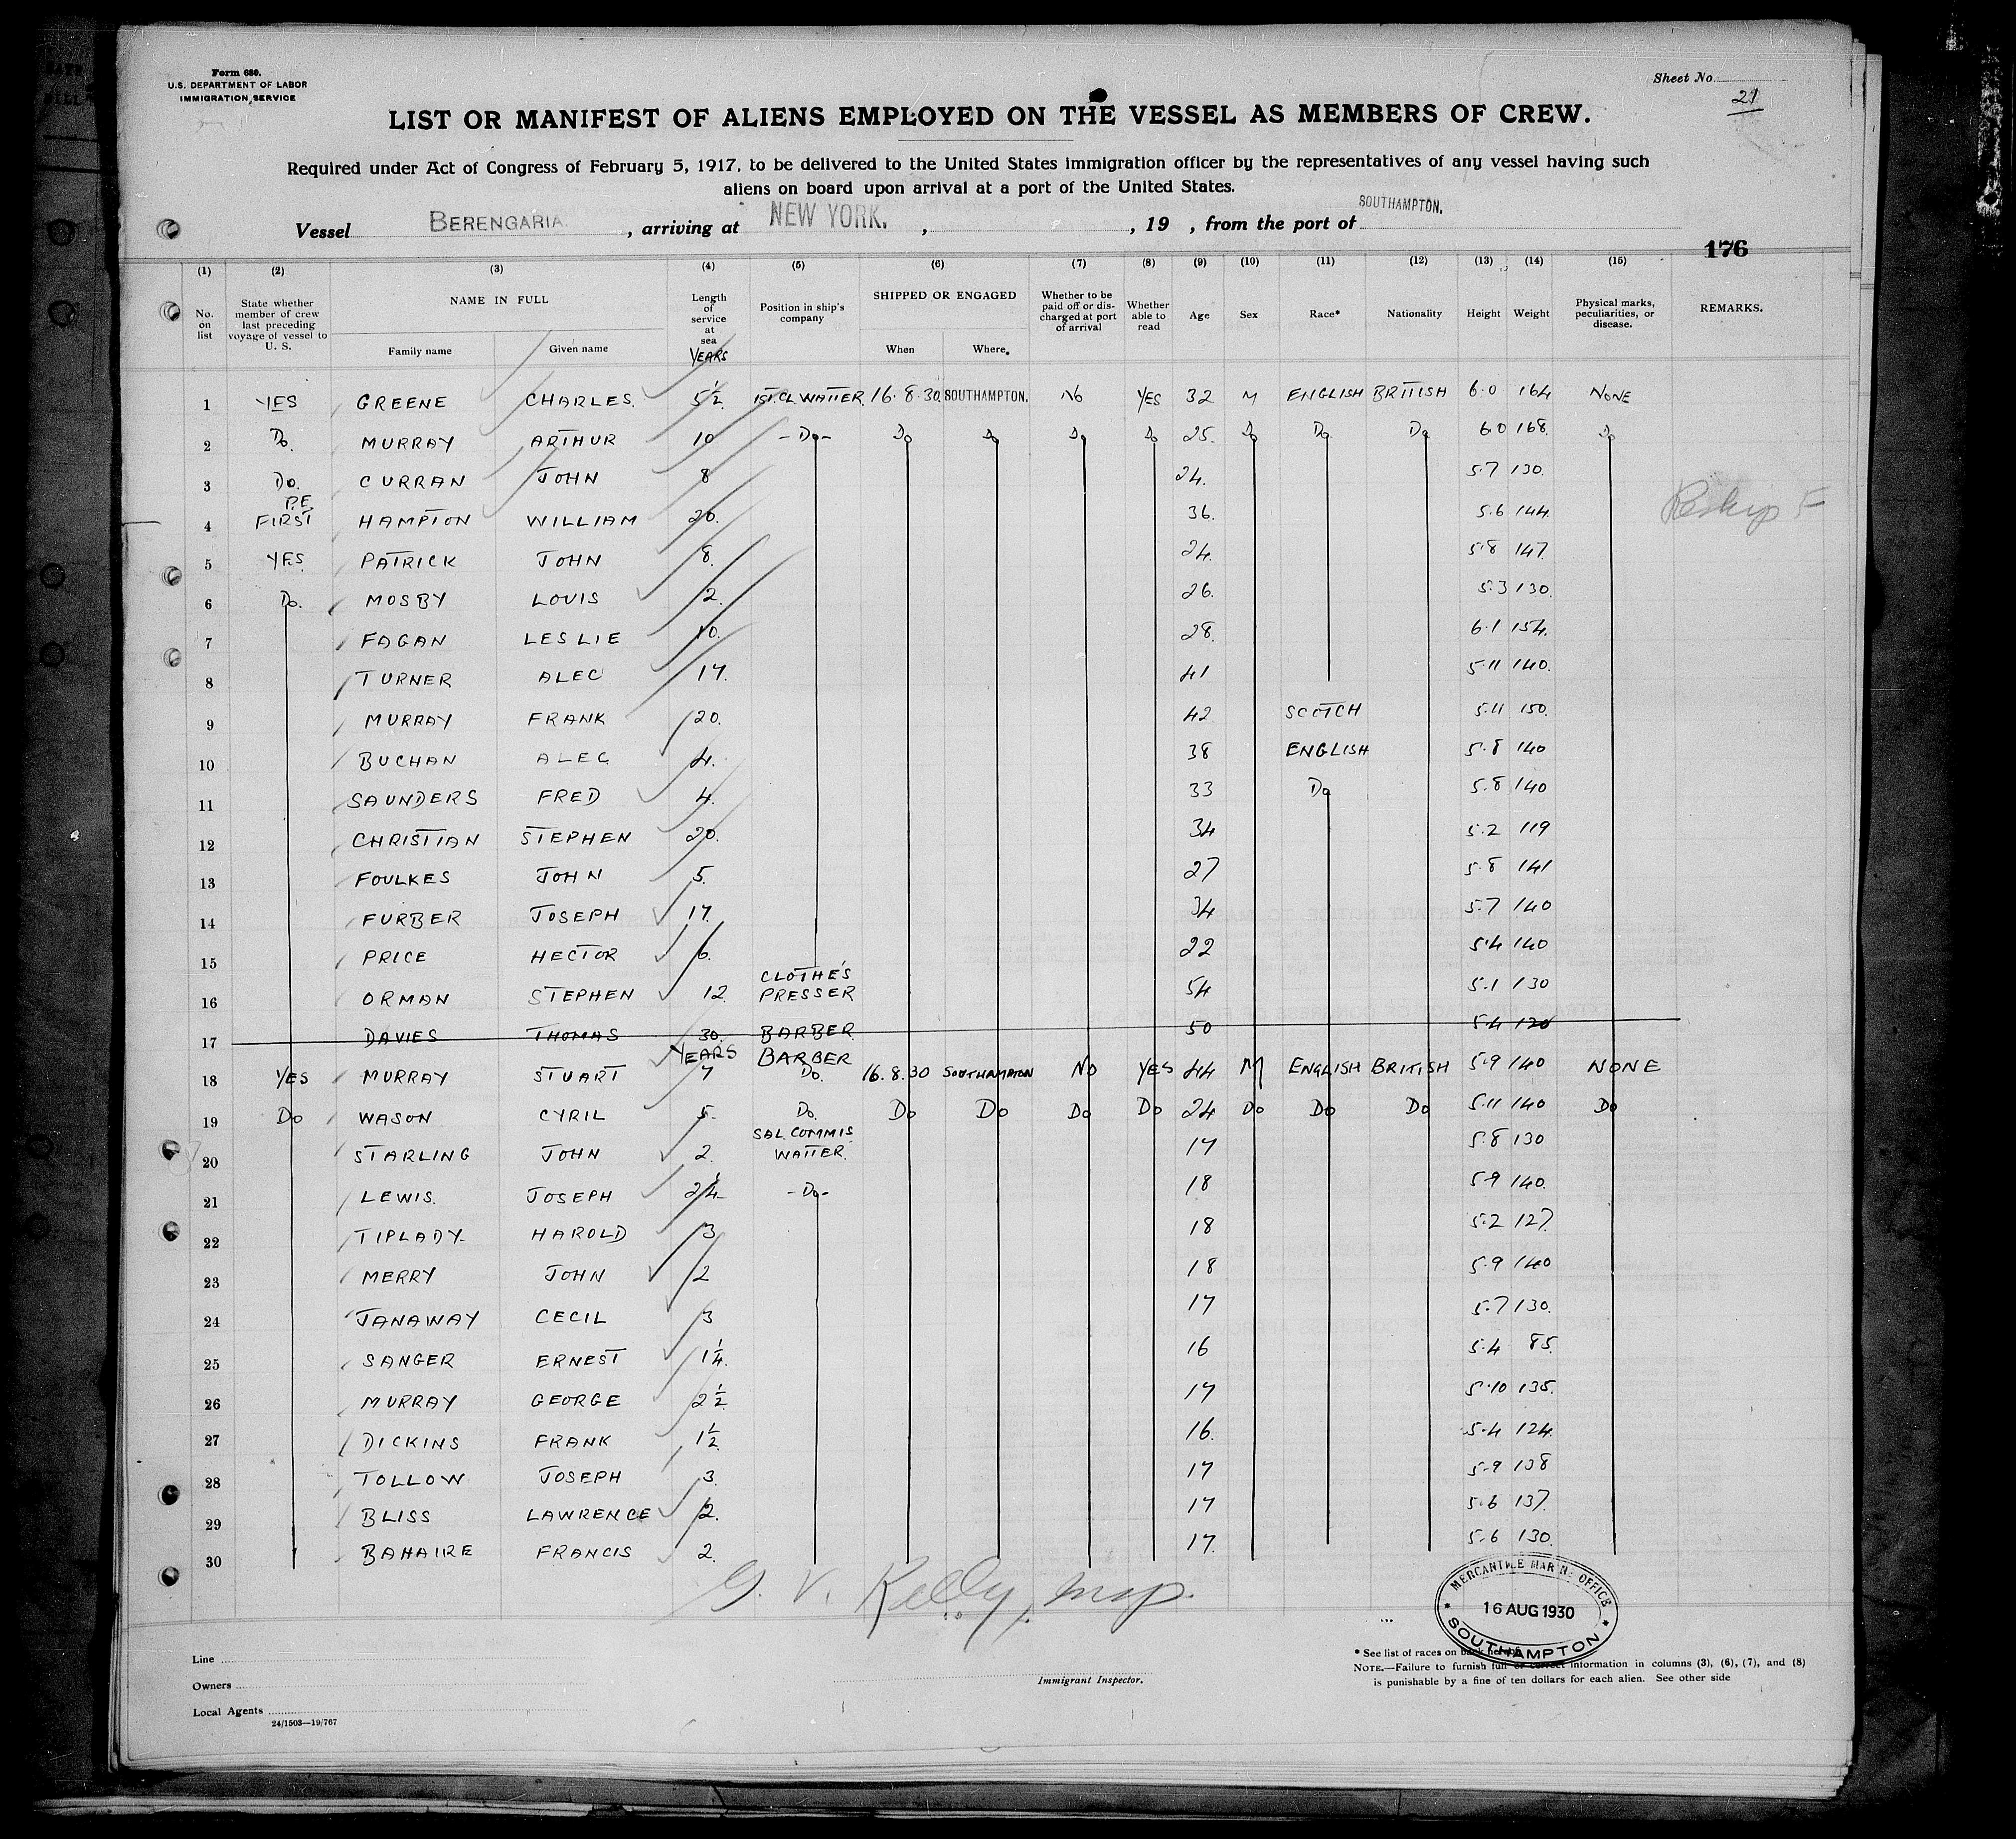 Form 680.
U.S. DEPARTMENT OF LABOR
IMMIGRATION SERVICE
Sheet No.
21
LIST OR MANIFEST OF ALIENS EMPLOYED ON THE VESSEL AS MEMBERS OF CREW.
Required under Act of Congress of February 5, 1917, to be delivered to the United States immigration officer by the representatives of any vessel having such
aliens on board upon arrival at a port of the United States.
Vessel BERENGARIA , arriving at NEW YORK. , , 19 , from the port of SOUTHAMPTON.
176
(1) (2) (3) (4) (5) (6) (7) (8) (9) (10) (11) (12) (13) (14) (15)
No. on list State whether member of crew last preceding voyage of vessel to U. S. NAME IN FULL Family name Given name Length of service at sea YEARS Position in ship's company SHIPPED OR ENGAGED When Where. Whether to be paid off or discharged at port of arrival Whether able to read Age Sex Race* Nationality Height Weight Physical marks, peculiarities, or disease. REMARKS.
1 YES GREENE CHARLES. 5½ 1ST.CL WAITER. 16.8.30 SOUTHAMPTON. NO YES 32 M ENGLISH BRITISH 6.0 164 NONE
2 Do. MURRAY ARTHUR 10 -Do- Do Do Do Do 25. Do Do Do 6.0 168. Do
3 Do. CURRAN JOHN 8 24. 5.7 130.
4 P.E. FIRST HAMPTON WILLIAM 20. 36. 5.6 144. Reship F
5 YES PATRICK JOHN 8. 24. 5.8 147.
6 Do. MOSBY LOUIS 2. 26. 5.3 130.
7 FAGAN LESLIE 10. 28. 6.1 154.
8 TURNER ALEC 17. 41 5.11 140.
9 MURRAY FRANK 20. 42 SCOTCH 5.11 150.
10 BUCHAN ALEC 4. 38 ENGLISH 5.8 140
11 SAUNDERS FRED 4. 33 Do 5.8 140
12 CHRISTIAN STEPHEN 20. 34 5.2 119
13 FOULKES JOHN 5. 27 5.8 141
14 FURBER JOSEPH 17. 34 5.7 140
15 PRICE HECTOR 6. 22 5.4 140
16 ORMAN STEPHEN 12. CLOTHE'S PRESSER 54 5.1 130
17 DAVIES THOMAS 30. BARBER 50 5.4 120
18 YES MURRAY STUART YEARS 7 BARBER Do. 16.8.30 SOUTHAMPTON NO YES 44 M ENGLISH BRITISH 5.9 140 NONE
19 Do WASON CYRIL 5. Do. Do Do Do Do 24 Do Do Do 5.11 140 Do
20 STARLING JOHN 2. SAL. COMMIS WAITER. 17 5.8 130
21 LEWIS. JOSEPH 2¼ -Do- 18 5.9 140.
22 TIPLADY HAROLD 3 18 5.2 127.
23 MERRY JOHN 2 18 5.9 140
24 JANAWAY CECIL 3 17 5.7 130.
25 SANGER ERNEST 1¼. 16 5.4 85.
26 MURRAY GEORGE 2½ 17 5.10 135.
27 DICKINS FRANK 1½. 16. 5.4 124.
28 TOLLOW JOSEPH 3. 17 5.9 138
29 BLISS LAWRENCE 2. 17 5.6 137.
30 BAHAIRE FRANCIS 2. 17. 5.6 130.
G. V. Kelly, insp.
MERCANTILE MARINE OFFICE
16 AUG 1930
SOUTHAMPTON
Line
Owners
Local Agents
24/1503—19/767
Immigrant Inspector.
* See list of races on back hereof.
NOTE.—Failure to furnish full or correct information in columns (3), (6), (7), and (8)
is punishable by a fine of ten dollars for each alien. See other side